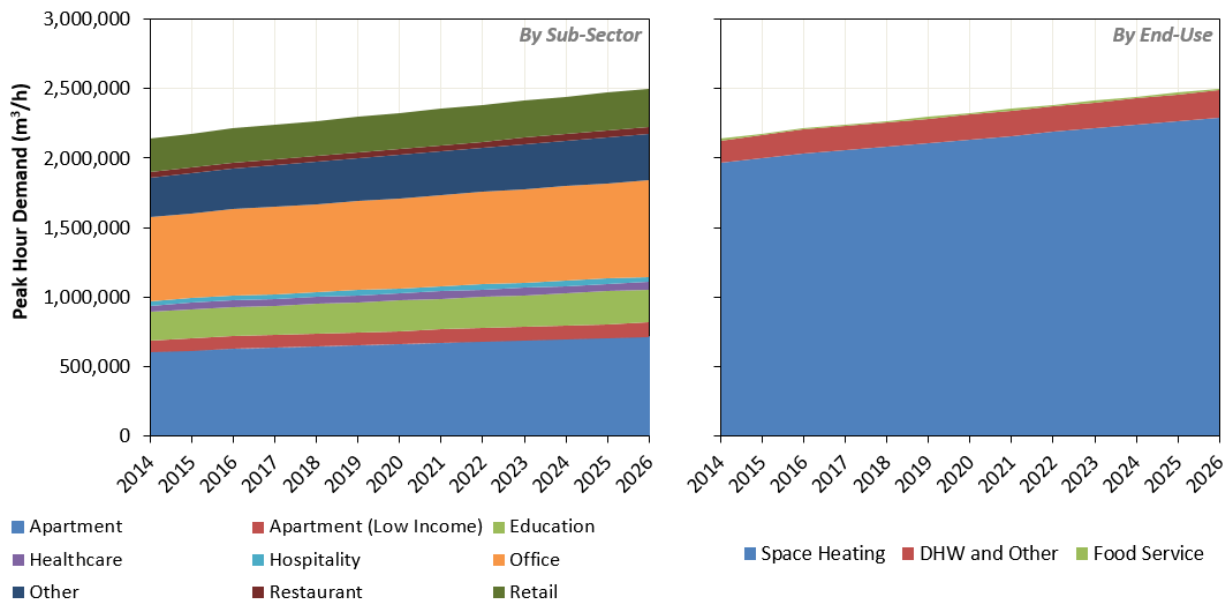 Peak Hour Demand (m³/h)
3,000,000
2,500,000
2,000,000
1,500,000
1,000,000
500,000
0
By Sub-Sector
2014 2015 2016 2017 2018 2019 2020 2021 2022 2023 2024 2025 2026
Apartment Apartment (Low Income) Education
Healthcare Hospitality Office
Other Restaurant Retail
By End-Use
2014 2015 2016 2017 2018 2019 2020 2021 2022 2023 2024 2025 2026
Space Heating DHW and Other Food Service